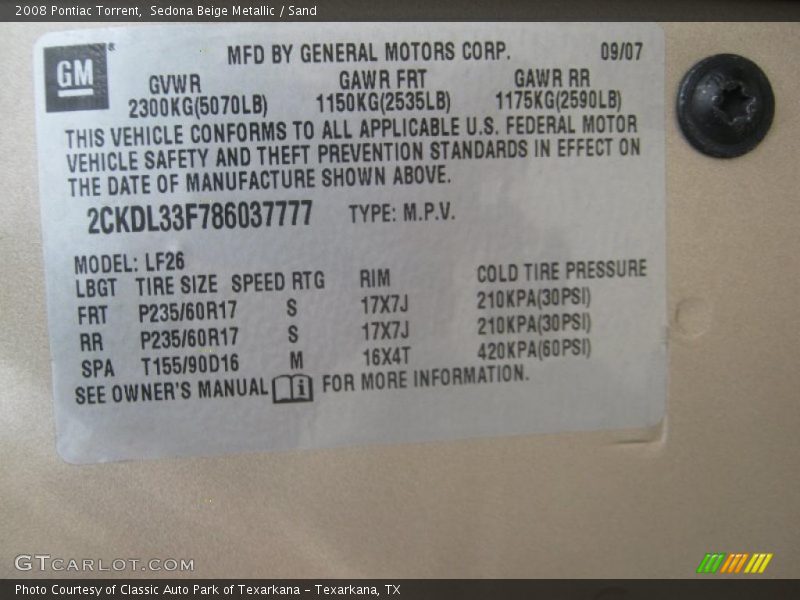 2008 Pontiac Torrent, Sedona Beige Metallic / Sand
GM ®
MFD BY GENERAL MOTORS CORP. 09/07
GVWR GAWR FRT GAWR RR
2300KG(5070LB) 1150KG(2535LB) 1175KG(2590LB)
THIS VEHICLE CONFORMS TO ALL APPLICABLE U.S. FEDERAL MOTOR
VEHICLE SAFETY AND THEFT PREVENTION STANDARDS IN EFFECT ON
THE DATE OF MANUFACTURE SHOWN ABOVE.
2CKDL33F786037777 TYPE: M.P.V.
MODEL: LF26
LBGT TIRE SIZE SPEED RTG RIM COLD TIRE PRESSURE
FRT P235/60R17 S 17X7J 210KPA(30PSI)
RR P235/60R17 S 17X7J 210KPA(30PSI)
SPA T155/90D16 M 16X4T 420KPA(60PSI)
SEE OWNER'S MANUAL i FOR MORE INFORMATION.
GTCARLOT.COM
Photo Courtesy of Classic Auto Park of Texarkana – Texarkana, TX